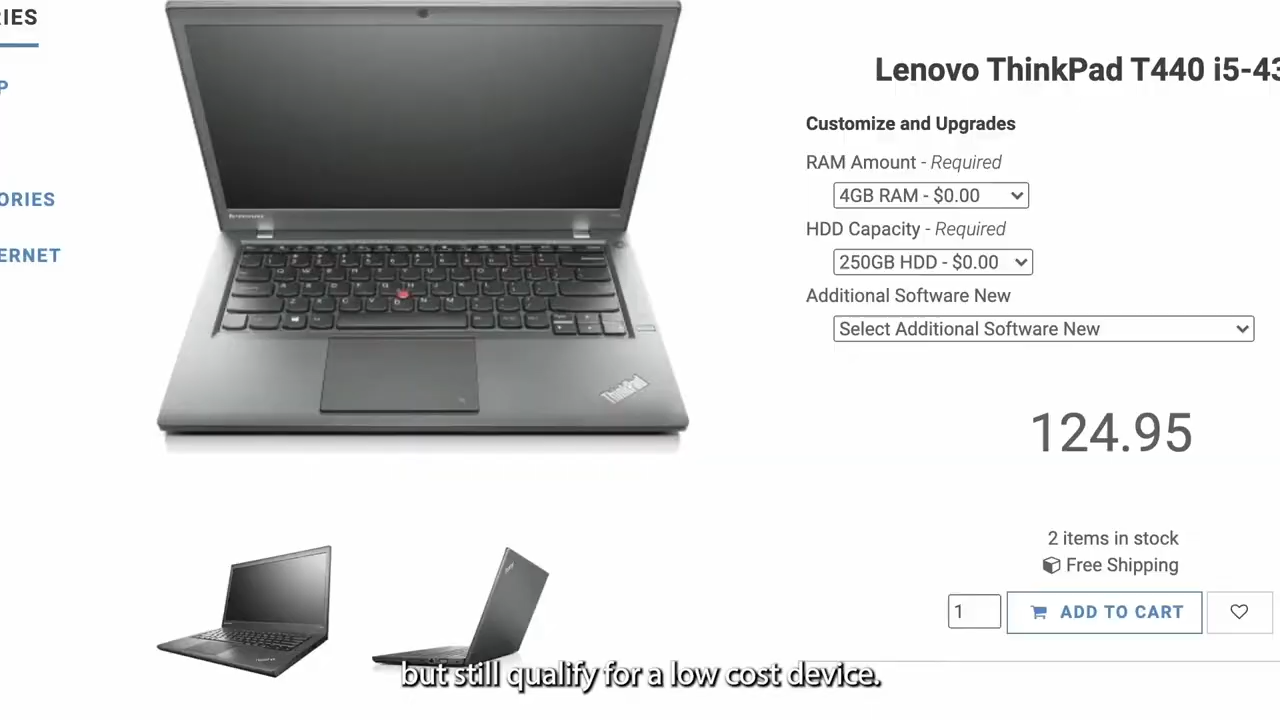 RIES
P
ORIES
ERNET
lenovo
ThinkPad
Lenovo ThinkPad T440 i5-43
Customize and Upgrades
RAM Amount - Required
4GB RAM - $0.00
HDD Capacity - Required
250GB HDD - $0.00
Additional Software New
Select Additional Software New
124.95
2 items in stock
Free Shipping
1
ADD TO CART
but still qualify for a low cost device.